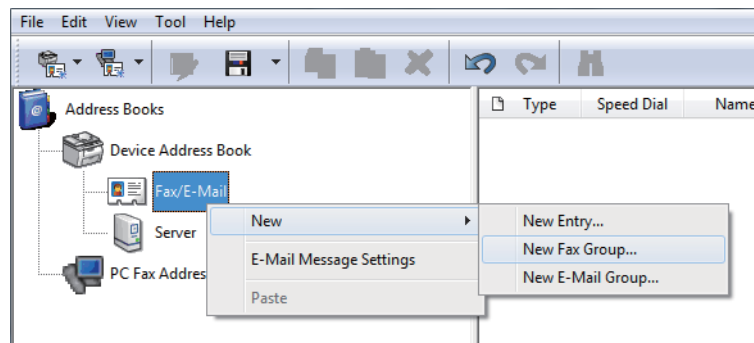 File Edit View Tool Help
Address Books
Type Speed Dial Name
Device Address Book
Fax/E-Mail
Server
New
New Entry...
New Fax Group...
E-Mail Message Settings
New E-Mail Group...
PC Fax Addres
Paste